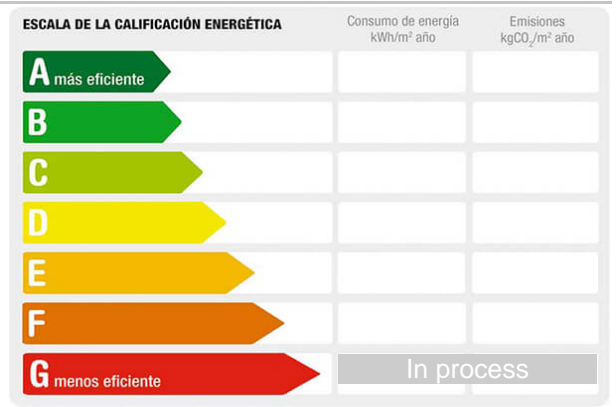 ESCALA DE LA CALIFICACIÓN ENERGÉTICA
Consumo de energía
kWh/m² año
Emisiones
kgCO₂/m² año
A más eficiente
B
C
D
E
F
G menos eficiente
In process